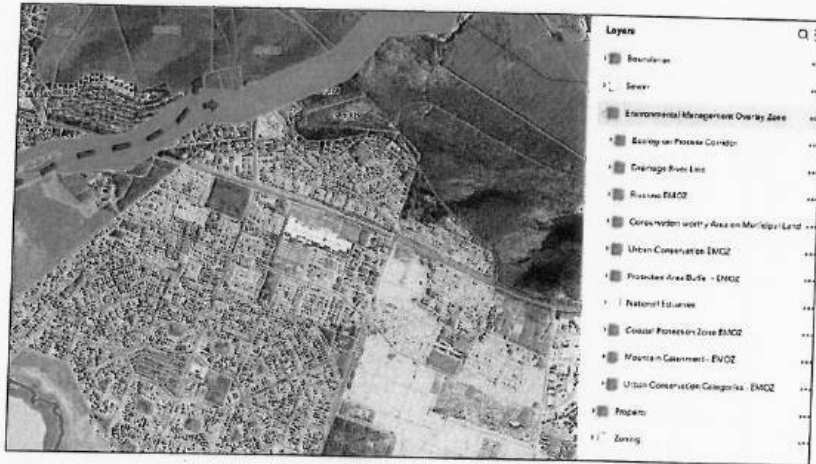 Layers
Boundaries
Sewer
Environmental Management Overlay Zone
Ecological Process Corridor
Drainage River Line
EMOZ
Conservation worthy Area on Municipal Land
Urban Conservation EMOZ
Protected Area Buffer - EMOZ
National Estuaries
Coastal Protection Zone EMOZ
Mountain Catchment - EMOZ
Urban Conservation Categories - EMOZ
Property
Zoning